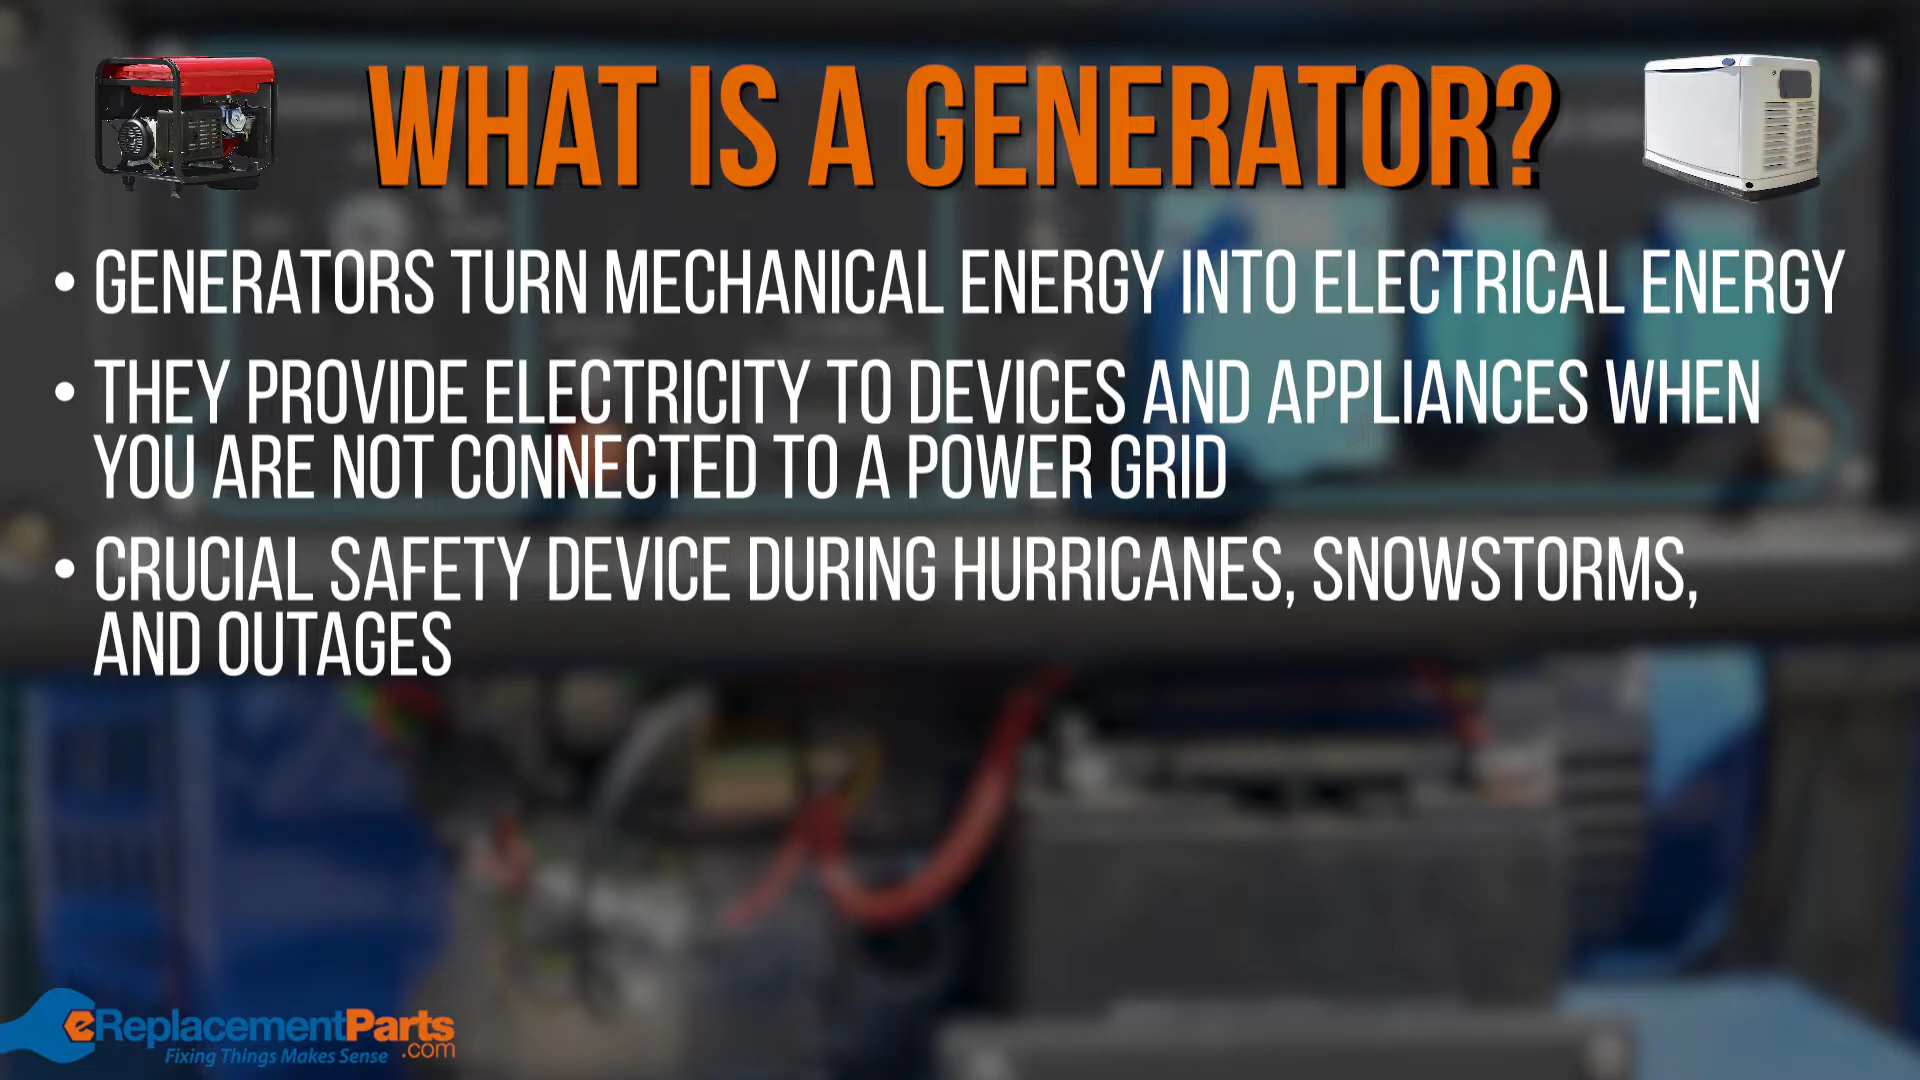 WHAT IS A GENERATOR?
• GENERATORS TURN MECHANICAL ENERGY INTO ELECTRICAL ENERGY
• THEY PROVIDE ELECTRICITY TO DEVICES AND APPLIANCES WHEN
YOU ARE NOT CONNECTED TO A POWER GRID
• CRUCIAL SAFETY DEVICE DURING HURRICANES, SNOWSTORMS,
AND OUTAGES
eReplacementParts
.com
Fixing Things Makes Sense